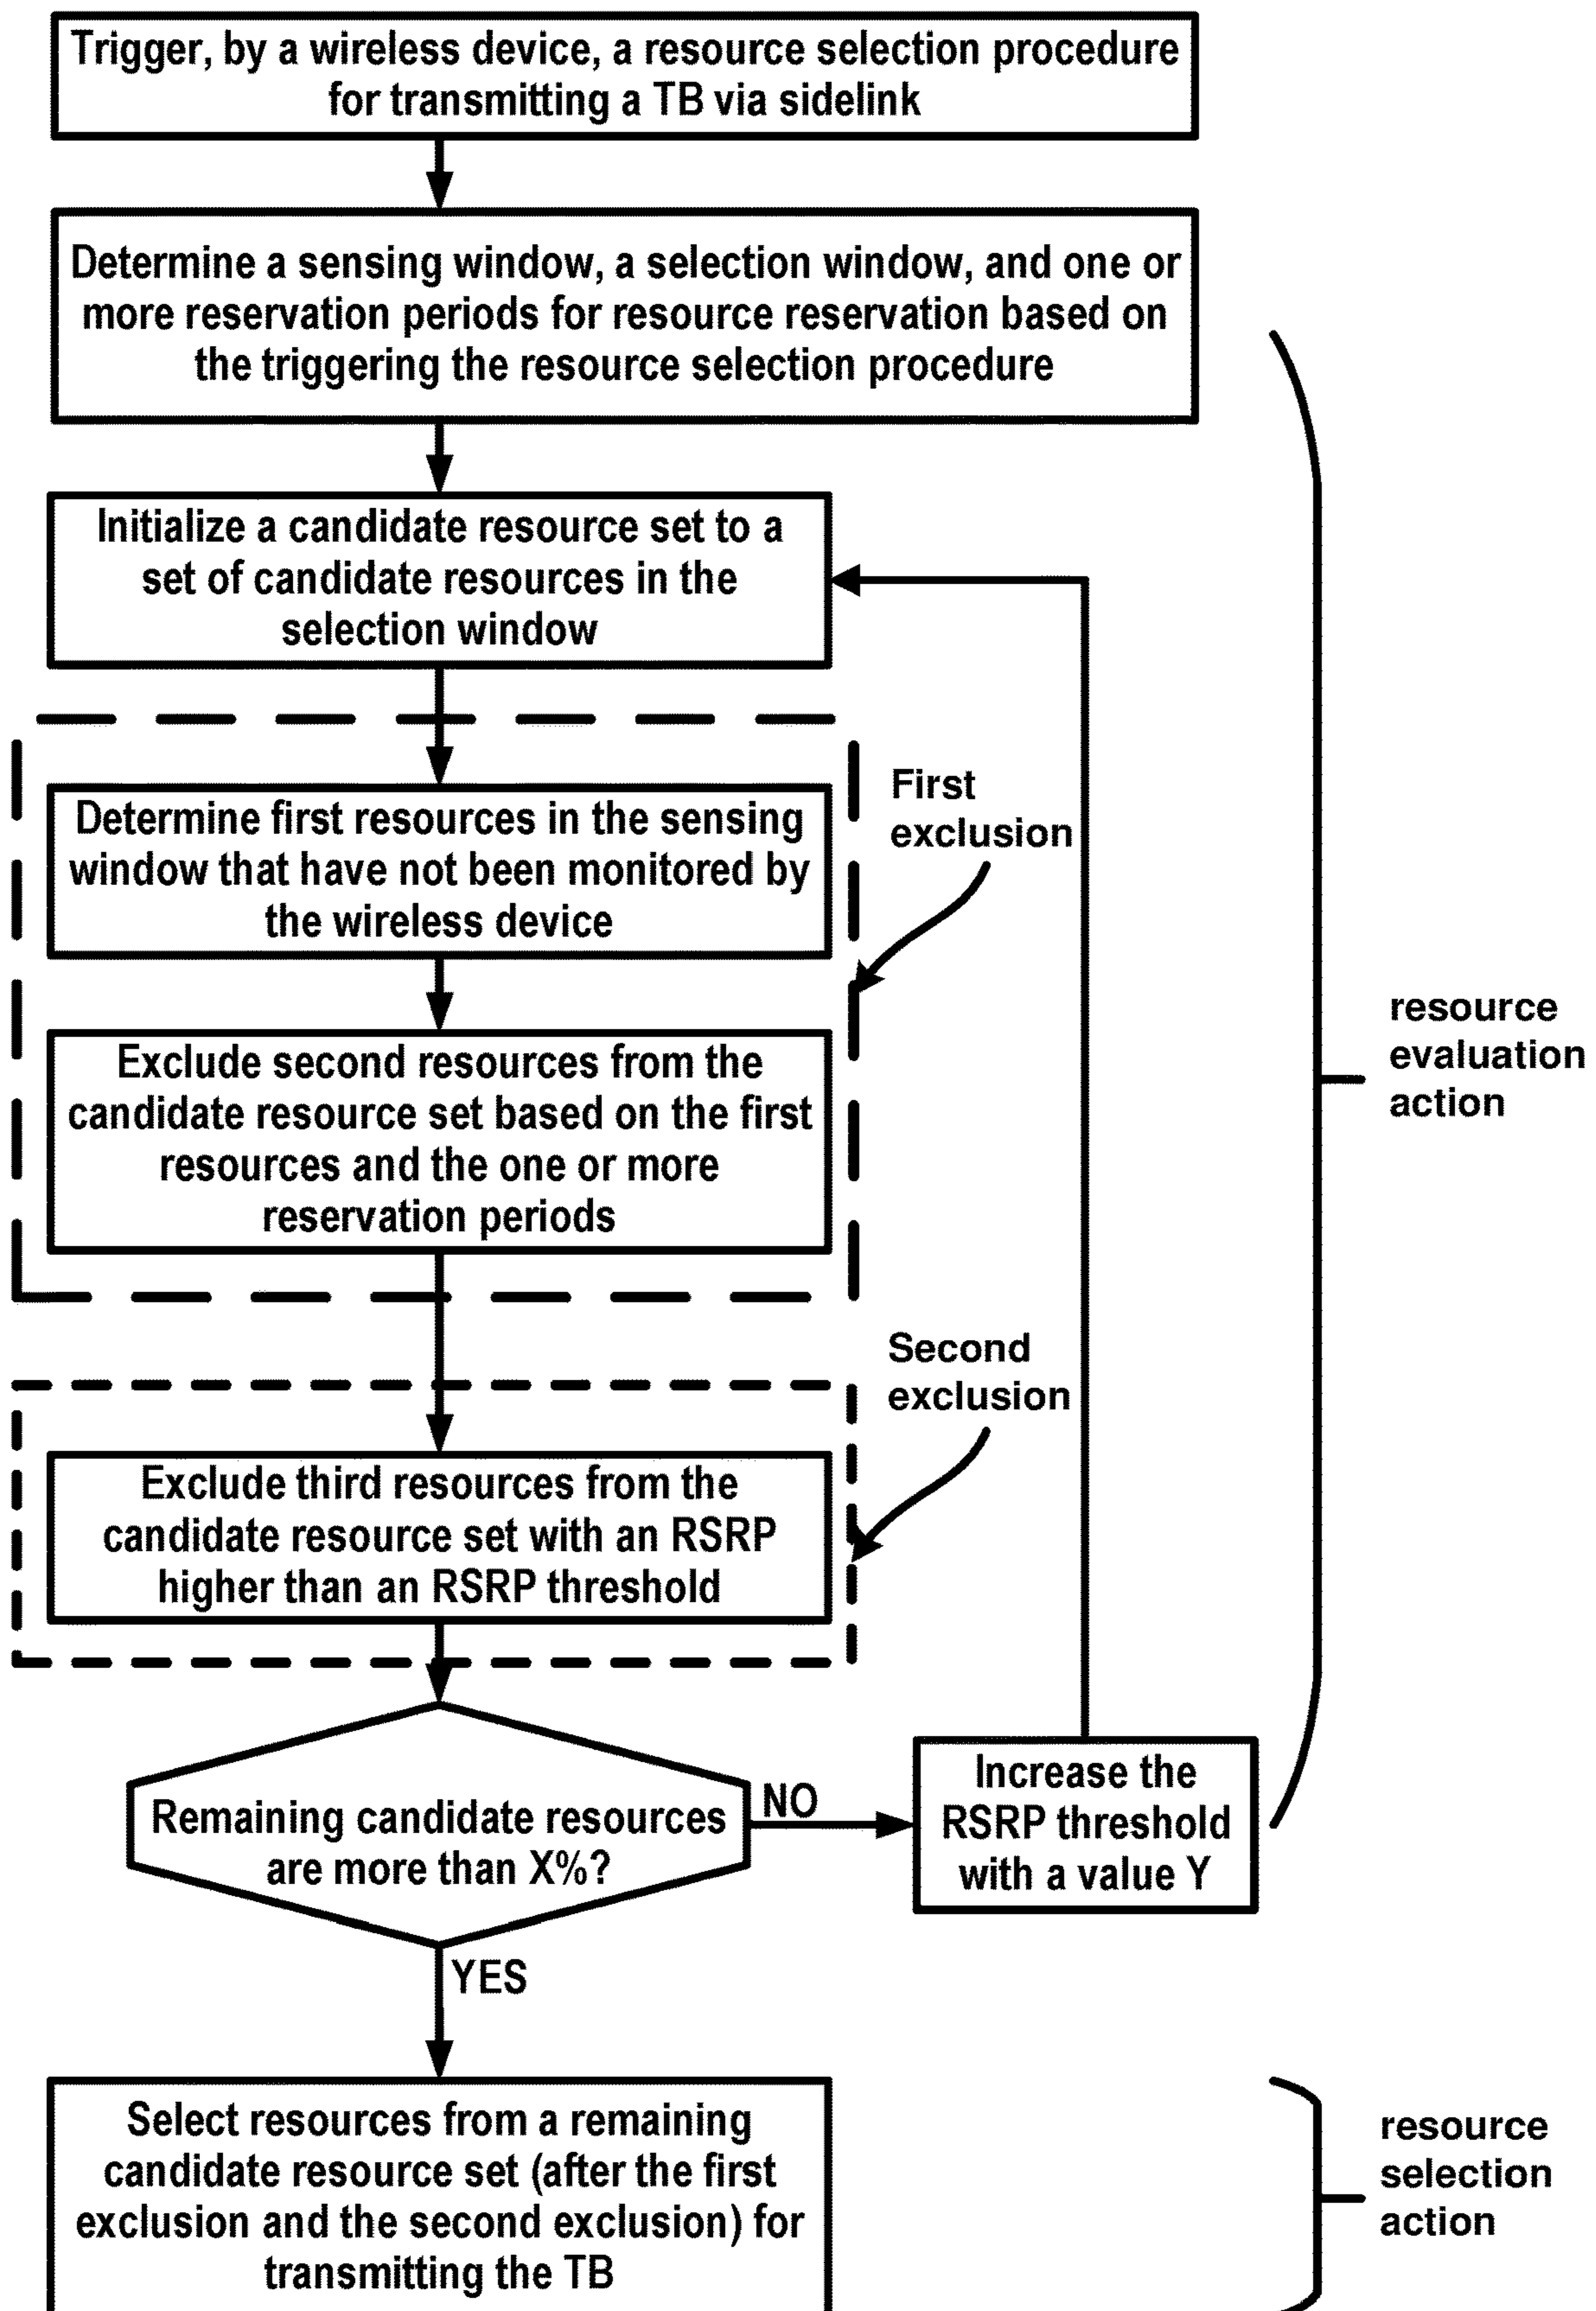 Trigger, by a wireless device, a resource selection procedure
for transmitting a TB via sidelink
Determine a sensing window, a selection window, and one or
more reservation periods for resource reservation based on
the triggering the resource selection procedure
Initialize a candidate resource set to a
set of candidate resources in the
selection window
First
exclusion
Determine first resources in the sensing
window that have not been monitored by
the wireless device
Exclude second resources from the
candidate resource set based on the first
resources and the one or more
reservation periods
resource
evaluation
action
Second
exclusion
Exclude third resources from the
candidate resource set with an RSRP
higher than an RSRP threshold
Remaining candidate resources
are more than X%?
NO
Increase the
RSRP threshold
with a value Y
YES
Select resources from a remaining
candidate resource set (after the first
exclusion and the second exclusion) for
transmitting the TB
resource
selection
action